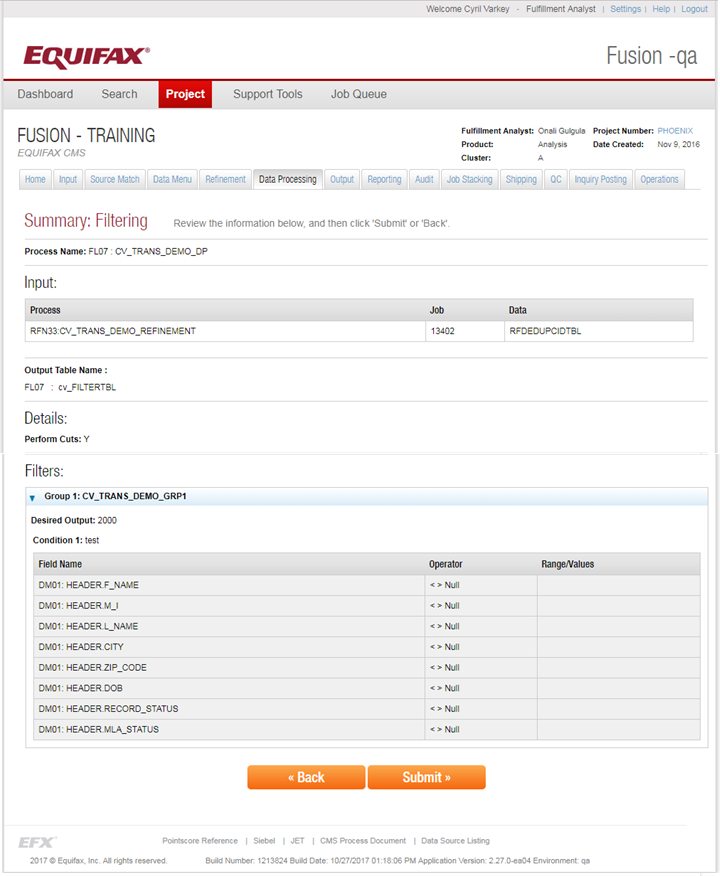 Welcome Cyril Varkey - Fulfillment Analyst | Settings | Help | Logout
EQUIFAX®
Fusion -qa
Dashboard Search Project Support Tools Job Queue
FUSION - TRAINING
EQUIFAX CMS
Fulfillment Analyst: Onali Gulgula Project Number: PHOENIX
Product: Analysis Date Created: Nov 9, 2016
Cluster: A
Home Input Source Match Data Menu Refinement Data Processing Output Reporting Audit Job Stacking Shipping QC Inquiry Posting Operations
Summary: Filtering Review the information below, and then click 'Submit' or 'Back'.
Process Name: FL07 : CV_TRANS_DEMO_DP
Input:
Process Job Data
RFN33:CV_TRANS_DEMO_REFINEMENT 13402 RFDEDUPCIDTBL
Output Table Name :
FL07 : cv_FILTERTBL
Details:
Perform Cuts: Y
Filters:
Group 1: CV_TRANS_DEMO_GRP1
Desired Output: 2000
Condition 1: test
Field Name Operator Range/Values
DM01: HEADER.F_NAME < > Null
DM01: HEADER.M_I < > Null
DM01: HEADER.L_NAME < > Null
DM01: HEADER.CITY < > Null
DM01: HEADER.ZIP_CODE < > Null
DM01: HEADER.DOB < > Null
DM01: HEADER.RECORD_STATUS < > Null
DM01: HEADER.MLA_STATUS < > Null
« Back Submit »
EFX™
Pointscore Reference | Siebel | JET | CMS Process Document | Data Source Listing
2017 © Equifax, Inc. All rights reserved. Build Number: 1213824 Build Date: 10/27/2017 01:18:06 PM Application Version: 2.27.0-ea04 Environment: qa